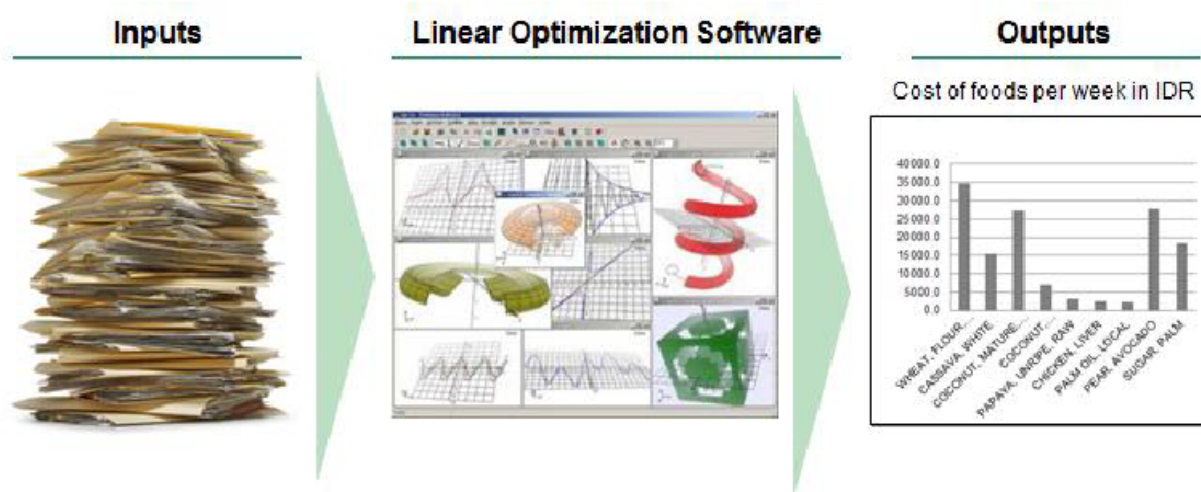 Inputs
Linear Optimization Software
Outputs
Cost of foods per week in IDR
40000.0
35000.0
30000.0
25000.0
20000.0
15000.0
10000.0
5000.0
0.0
WHEAT, FLOUR,...
CASSAVA, WHITE
COCONUT, MATURE...
COCONUT,...
PAPAYA, UNRIPE, RAW
CHICKEN, LIVER
PALM OIL, LOCAL
PEAR, AVOCADO
SUGAR, PALM